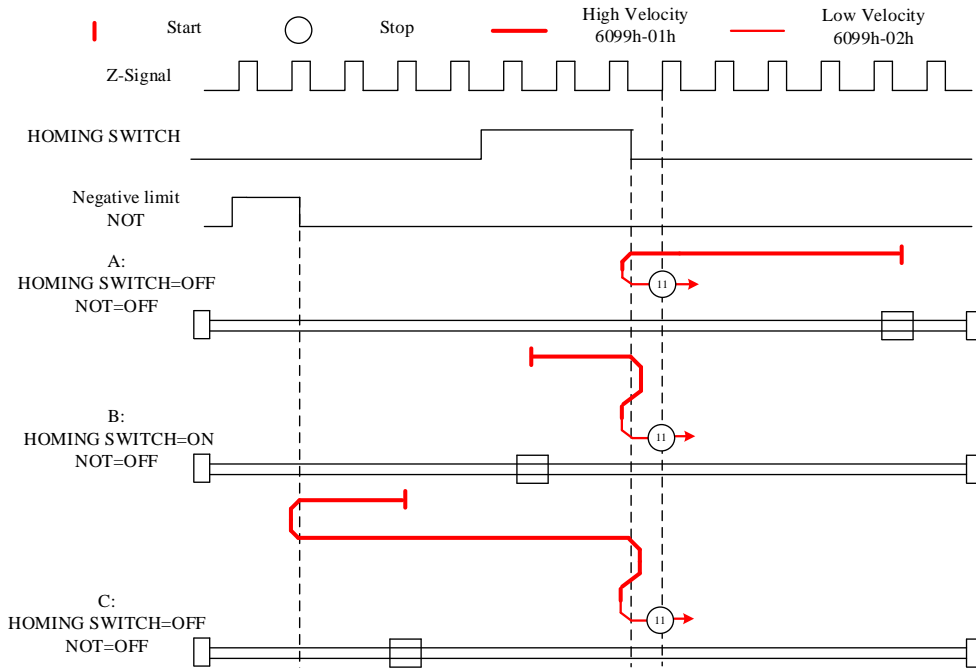 Start
Stop
High Velocity
6099h-01h
Low Velocity
6099h-02h
Z-Signal
HOMING SWITCH
Negative limit
NOT
A:
HOMING SWITCH=OFF
NOT=OFF
11
B:
HOMING SWITCH=ON
NOT=OFF
11
C:
HOMING SWITCH=OFF
NOT=OFF
11